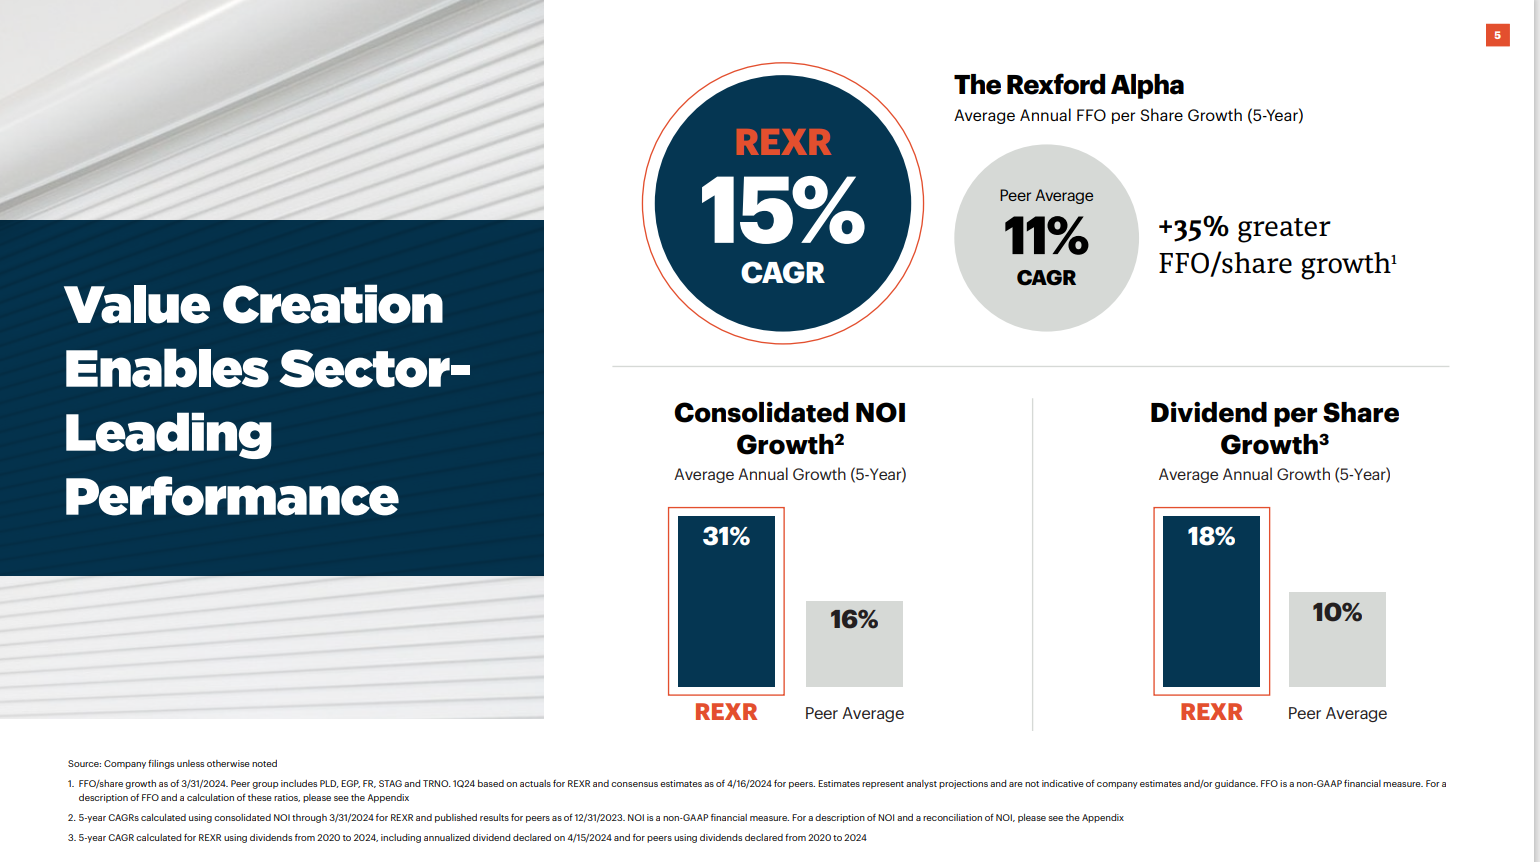 5
Value Creation
Enables Sector-
Leading
Performance
REXR
15%
CAGR
The Rexford Alpha
Average Annual FFO per Share Growth (5-Year)
Peer Average
11%
CAGR
+35% greater
FFO/share growth¹
Consolidated NOI
Growth²
Average Annual Growth (5-Year)
31%
16%
REXR
Peer Average
Dividend per Share
Growth³
Average Annual Growth (5-Year)
18%
10%
REXR
Peer Average
Source: Company filings unless otherwise noted
1. FFO/share growth as of 3/31/2024. Peer group includes PLD, EGP, FR, STAG and TRNO. 1Q24 based on actuals for REXR and consensus estimates as of 4/16/2024 for peers. Estimates represent analyst projections and are not indicative of company estimates and/or guidance. FFO is a non-GAAP financial measure. For a
description of FFO and a calculation of these ratios, please see the Appendix
2. 5-year CAGRs calculated using consolidated NOI through 3/31/2024 for REXR and published results for peers as of 12/31/2023. NOI is a non-GAAP financial measure. For a description of NOI and a reconciliation of NOI, please see the Appendix
3. 5-year CAGR calculated for REXR using dividends from 2020 to 2024, including annualized dividend declared on 4/15/2024 and for peers using dividends declared from 2020 to 2024